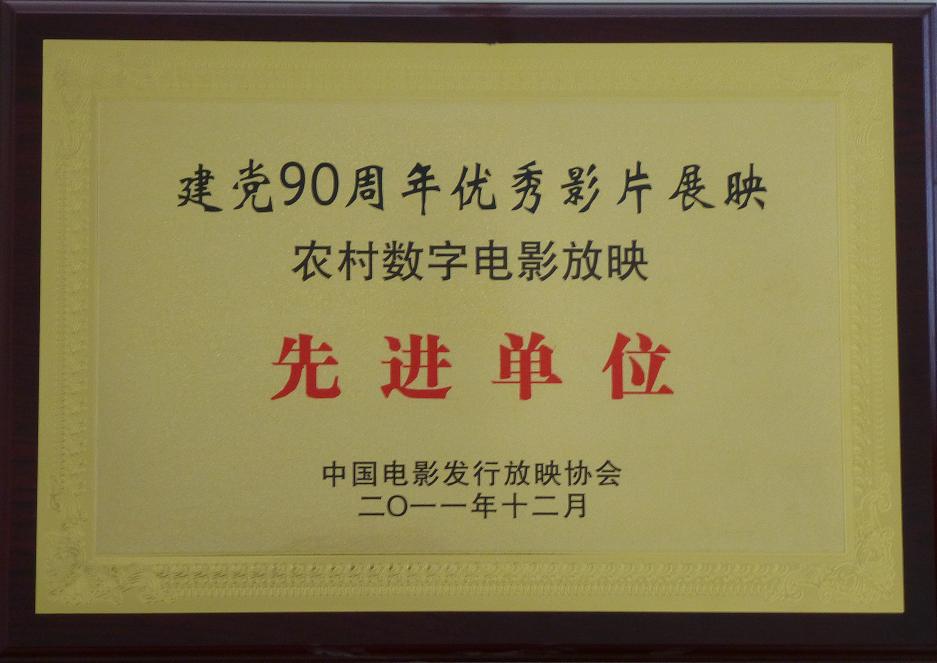 建党90周年优秀影片展映
农村数字电影放映
先进单位
中国电影发行放映协会
二〇一一年十二月